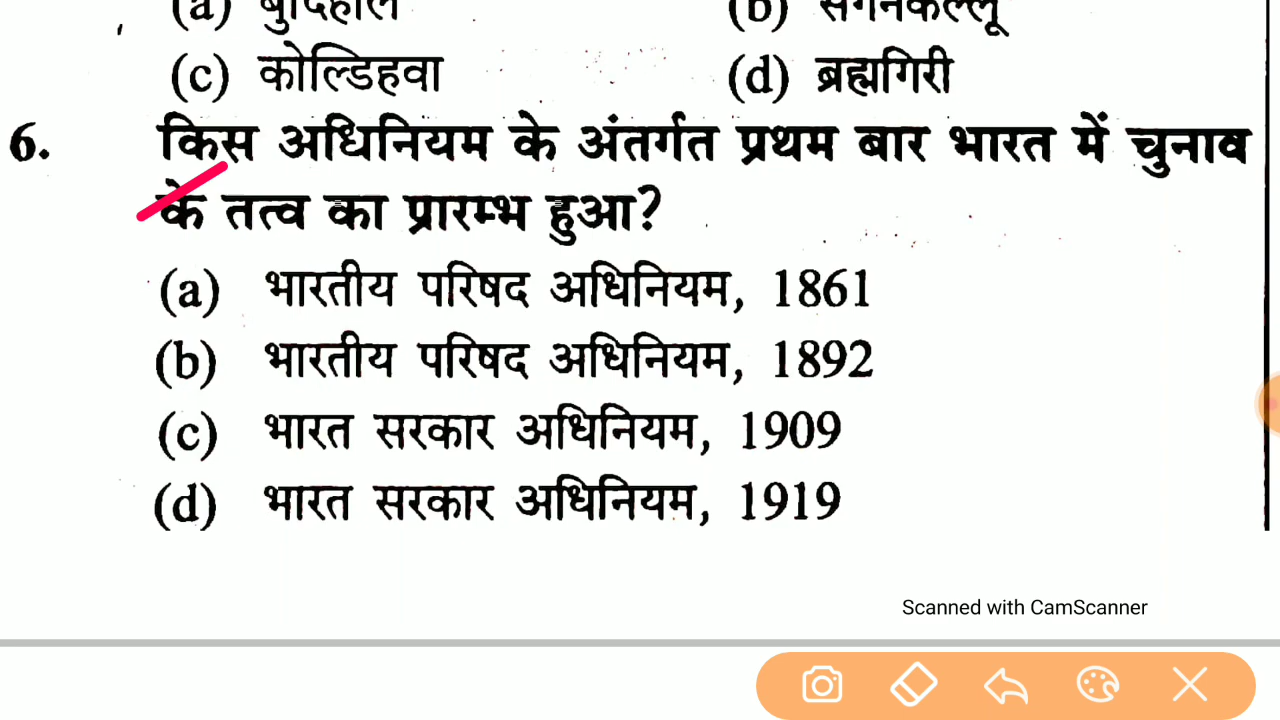 (a) बुदिहाल (b) संगनकल्लू
(c) कोल्डिहवा (d) ब्रह्मगिरी
6. किस अधिनियम के अंतर्गत प्रथम बार भारत में चुनाव
के तत्व का प्रारम्भ हुआ?
(a) भारतीय परिषद अधिनियम, 1861
(b) भारतीय परिषद अधिनियम, 1892
(c) भारत सरकार अधिनियम, 1909
(d) भारत सरकार अधिनियम, 1919
Scanned with CamScanner